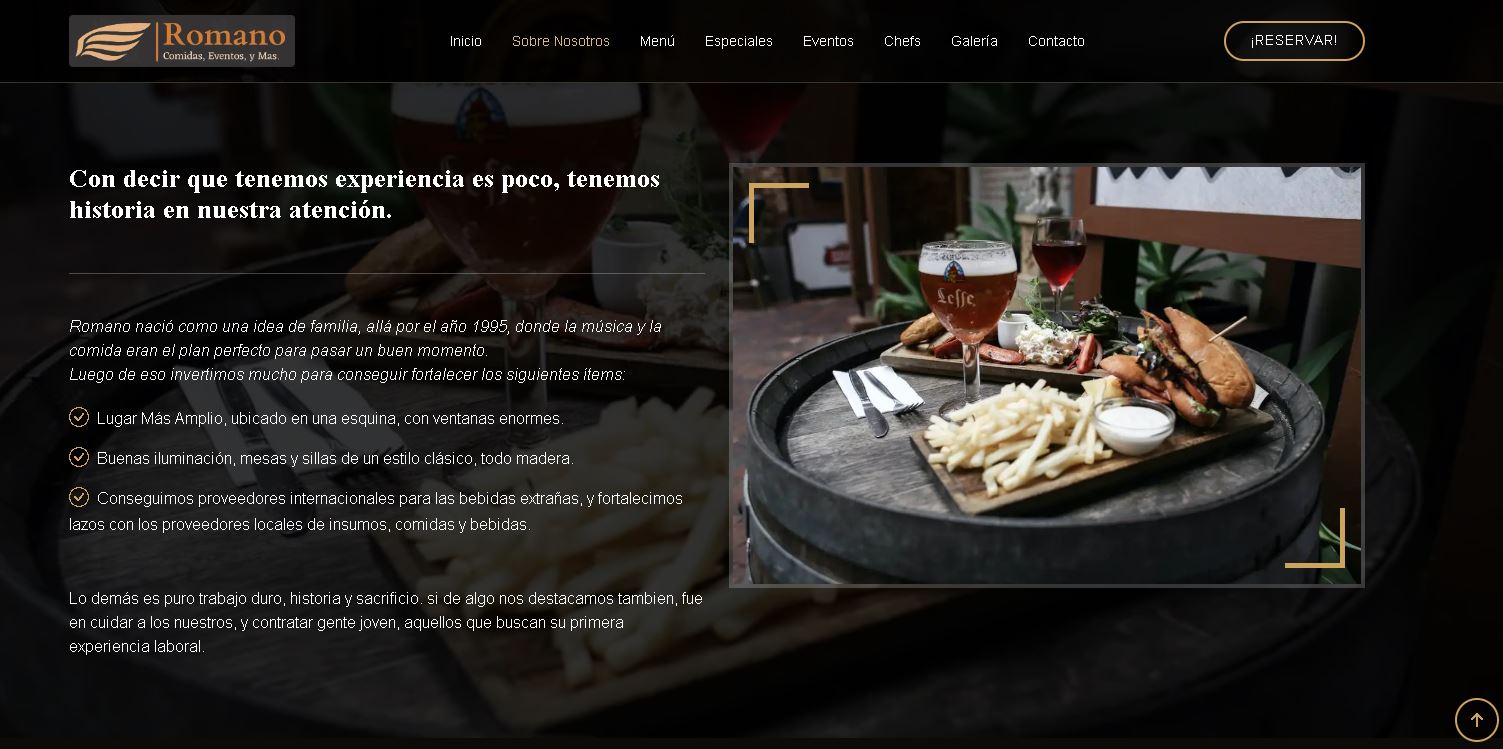 Romano
Comidas, Eventos, y Mas.
Inicio
Sobre Nosotros
Menú
Especiales
Eventos
Chefs
Galería
Contacto
¡RESERVAR!
Con decir que tenemos experiencia es poco, tenemos
historia en nuestra atención.
Romano nació como una idea de familia, allá por el año 1995, donde la música y la
comida eran el plan perfecto para pasar un buen momento.
Luego de eso invertimos mucho para conseguir fortalecer los siguientes items:
Lugar Más Amplio, ubicado en una esquina, con ventanas enormes.
Buenas iluminación, mesas y sillas de un estilo clásico, todo madera.
Conseguimos proveedores internacionales para las bebidas extrañas, y fortalecimos
lazos con los proveedores locales de insumos, comidas y bebidas.
Lo demás es puro trabajo duro, historia y sacrificio. si de algo nos destacamos tambien, fue
en cuidar a los nuestros, y contratar gente joven, aquellos que buscan su primera
experiencia laboral.
Leffe
Leffe